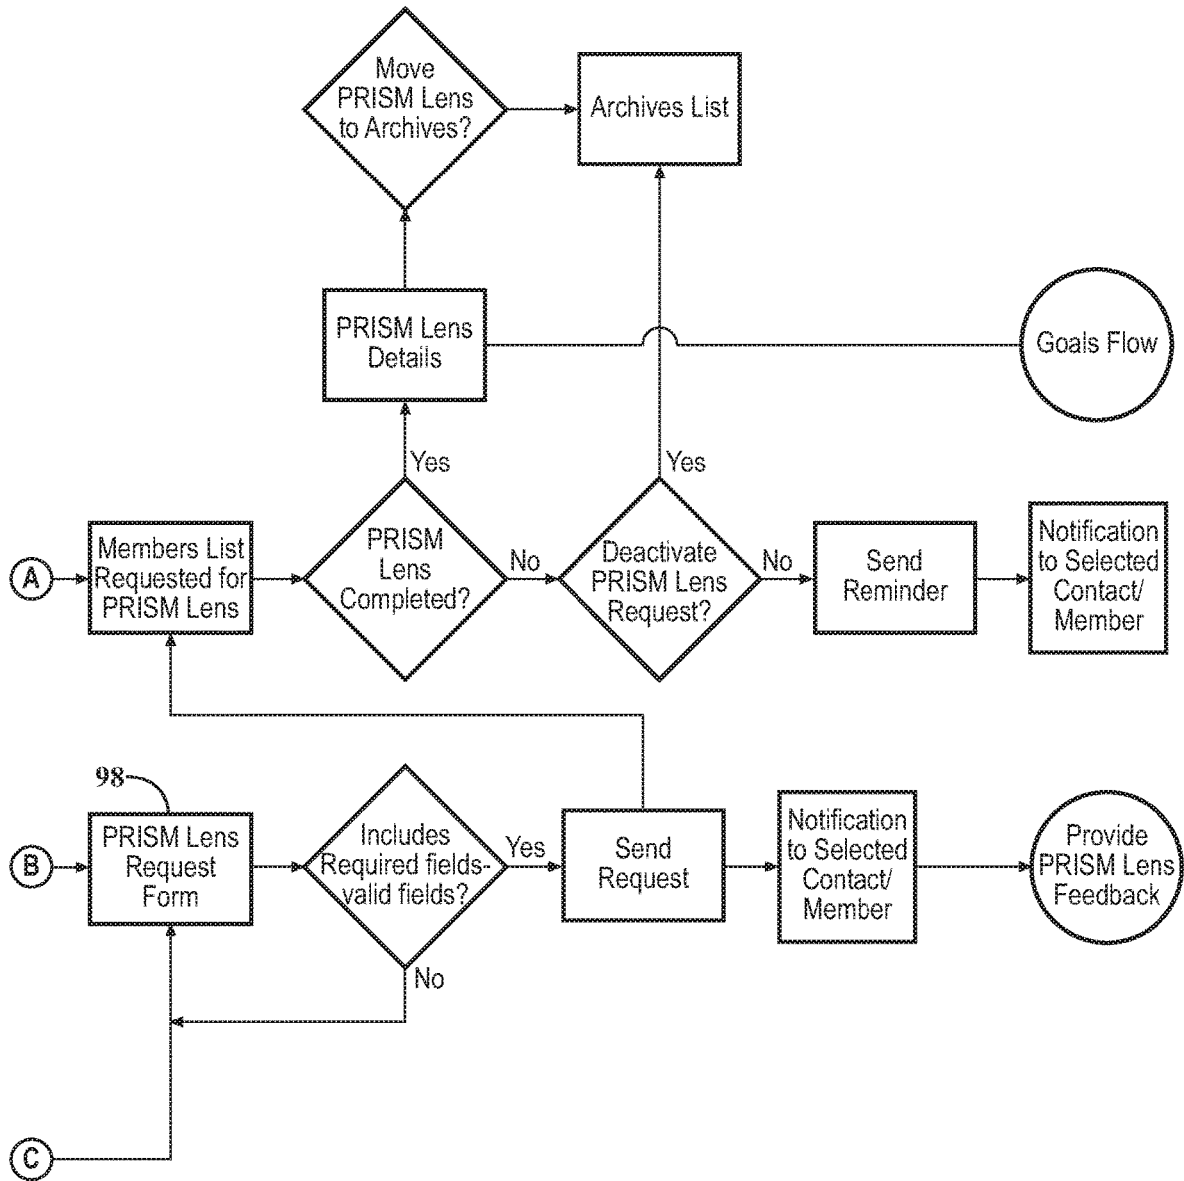 Move
PRISM Lens
to Archives?
Archives List
PRISM Lens
Details
Goals Flow
Yes
Yes
A
Members List
Requested for
PRISM Lens
PRISM
Lens
Completed?
No
Deactivate
PRISM Lens
Request?
No
Send
Reminder
Notification
to Selected
Contact/
Member
98
B
PRISM Lens
Request
Form
Includes
Required fields-
valid fields?
Yes
Send
Request
Notification
to Selected
Contact/
Member
Provide
PRISM Lens
Feedback
No
C